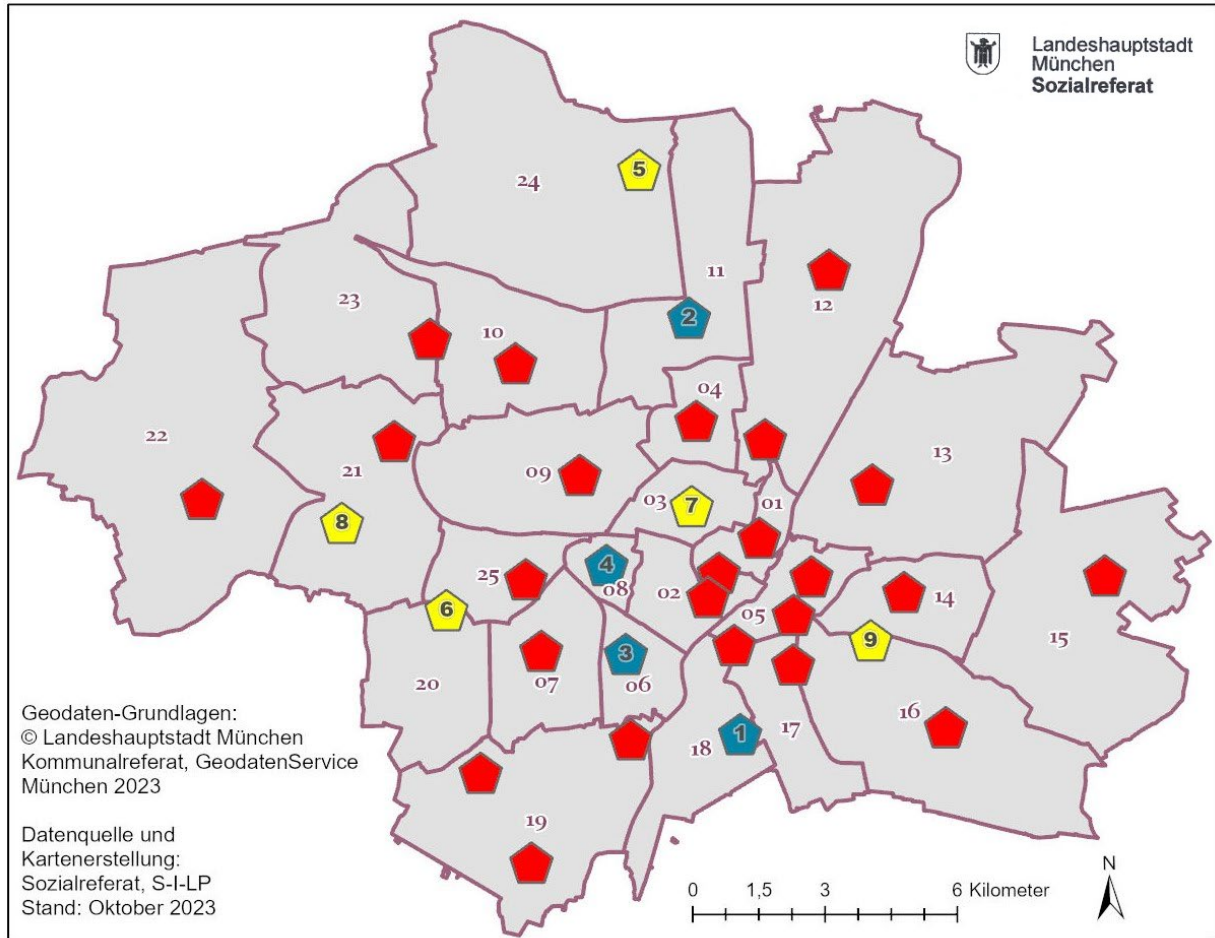 Landeshauptstadt
München
Sozialreferat
5
24
11
12
23
2
10
04
22
21
09
13
03
7
01
8
4
25
08
02
14
6
05
9
15
3
07
06
20
16
1
17
18
19
Geodaten-Grundlagen:
© Landeshauptstadt München
Kommunalreferat, GeodatenService
München 2023
Datenquelle und
Kartenerstellung:
Sozialreferat, S-I-LP
Stand: Oktober 2023
0 1,5 3 6 Kilometer
N